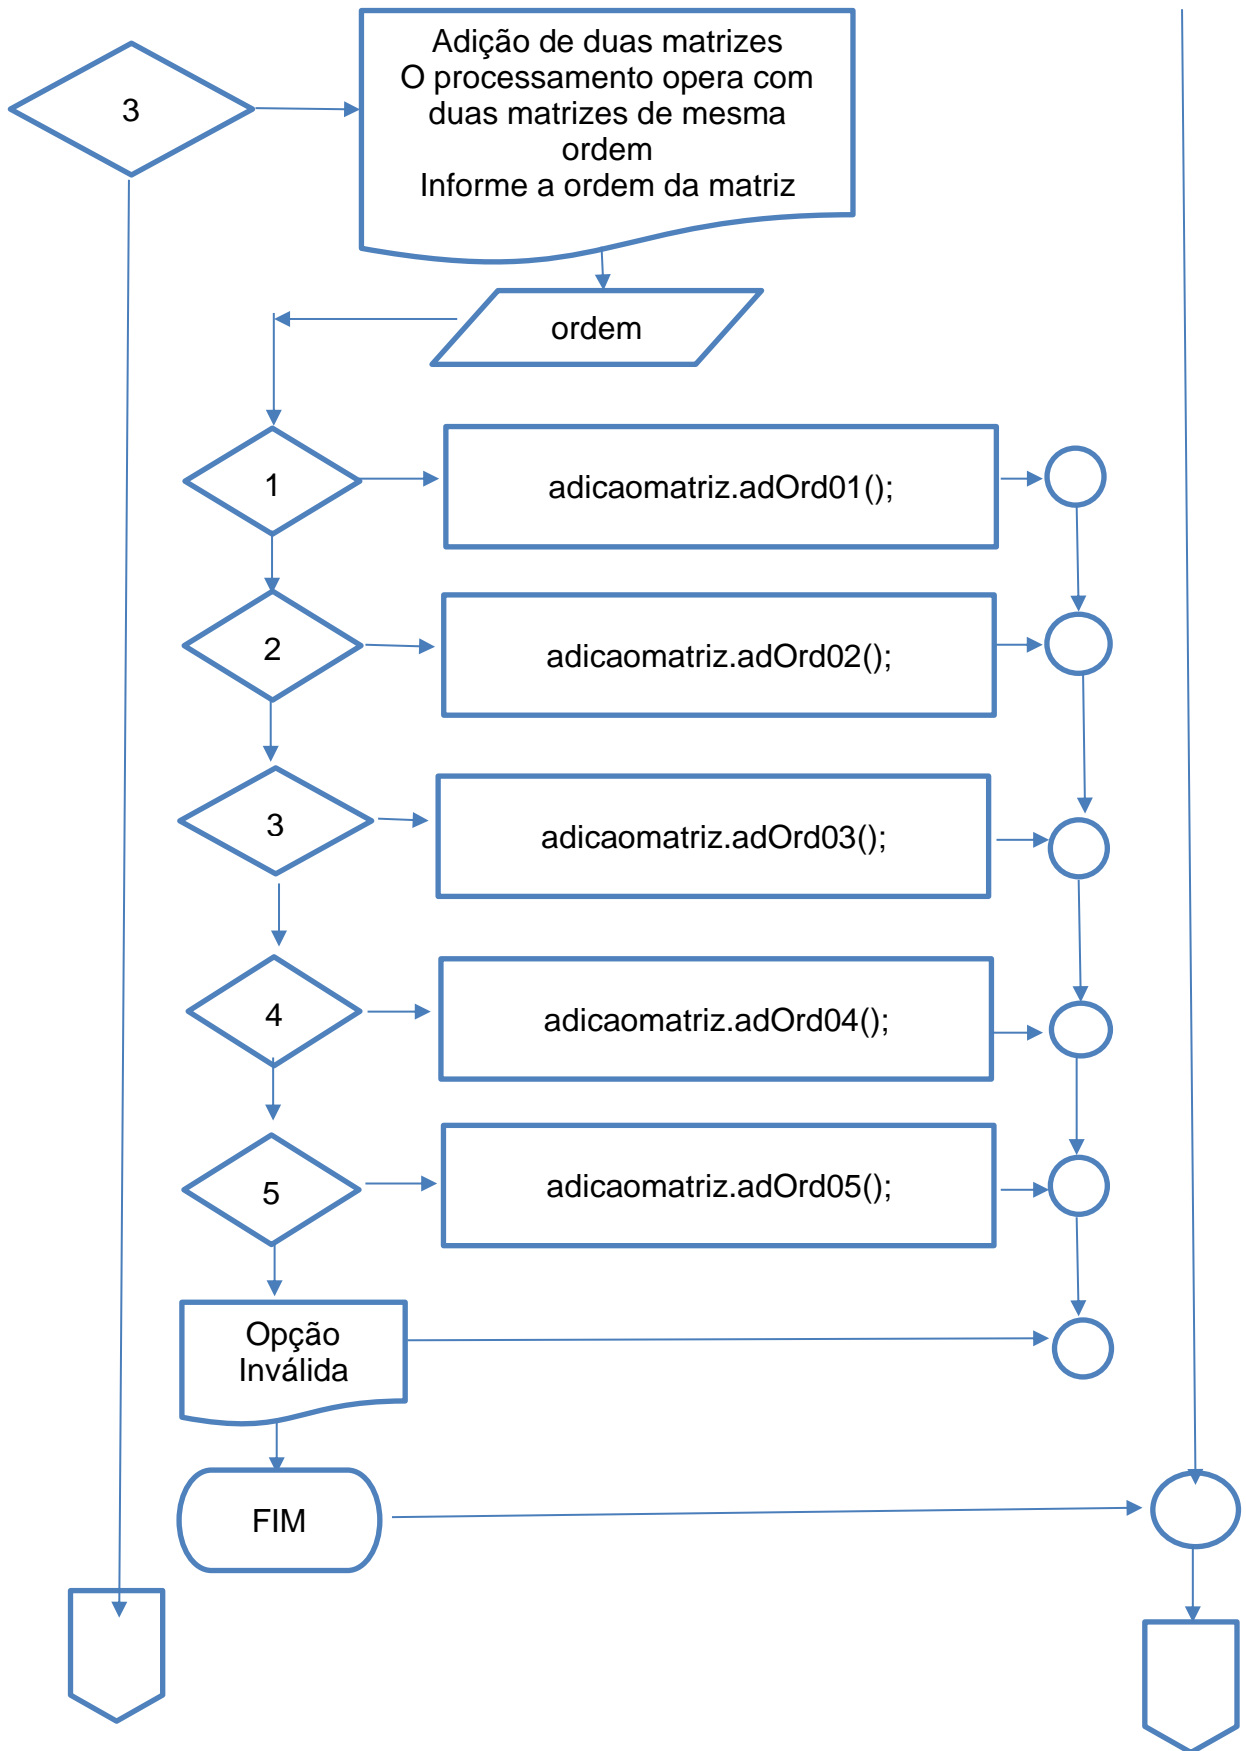 3
Adição de duas matrizes
O processamento opera com
duas matrizes de mesma
ordem
Informe a ordem da matriz
ordem
1
adicaomatriz.adOrd01();
2
adicaomatriz.adOrd02();
3
adicaomatriz.adOrd03();
4
adicaomatriz.adOrd04();
5
adicaomatriz.adOrd05();
Opção
Inválida
FIM